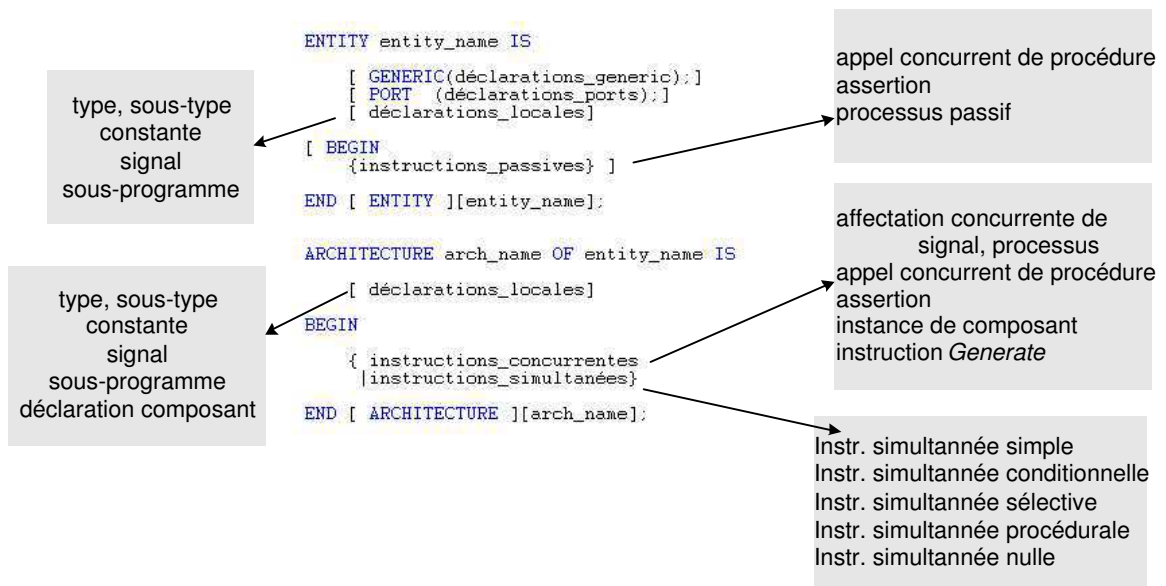 ENTITY entity_name IS
[ GENERIC(déclarations_generic);]
[ PORT (déclarations_ports);]
[ déclarations_locales]
[ BEGIN
{instructions_passives} ]
END [ ENTITY ][entity_name];
type, sous-type
constante
signal
sous-programme
appel concurrent de procédure
assertion
processus passif
ARCHITECTURE arch_name OF entity_name IS
[ déclarations_locales]
BEGIN
{ instructions_concurrentes
|instructions_simultanées}
END [ ARCHITECTURE ][arch_name];
type, sous-type
constante
signal
sous-programme
déclaration composant
affectation concurrente de
signal, processus
appel concurrent de procédure
assertion
instance de composant
instruction Generate
Instr. simultannée simple
Instr. simultannée conditionnelle
Instr. simultannée sélective
Instr. simultannée procédurale
Instr. simultannée nulle